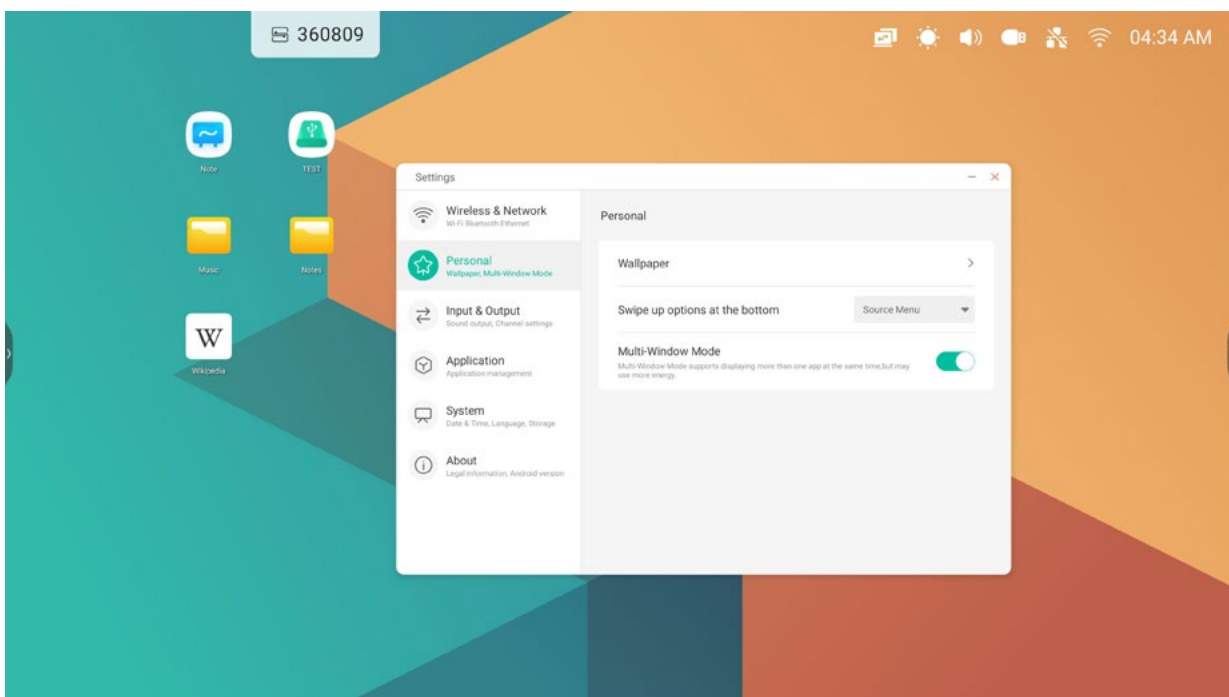 360809
04:34 AM
Note
TEST
Music
Notes
W
Wikipedia
Settings
Wireless & Network
Wi-Fi Bluetooth Ethernet
Personal
Wallpaper, Multi-Window Mode
Input & Output
Sound output, Channel settings
Application
Application management
System
Date & Time, Language, Storage
About
Legal information, Android version
Personal
Wallpaper
Swipe up options at the bottom
Source Menu
Multi-Window Mode
Multi-Window Mode supports displaying more than one app at the same time,but may
use more energy.